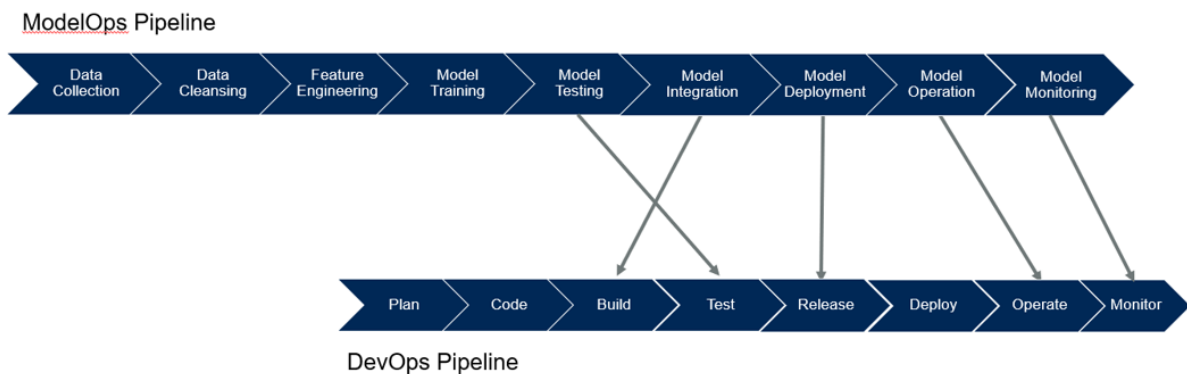 ModelOps Pipeline
Data
Collection
Data
Cleansing
Feature
Engineering
Model
Training
Model
Testing
Model
Integration
Model
Deployment
Model
Operation
Model
Monitoring
Plan
Code
Build
Test
Release
Deploy
Operate
Monitor
DevOps Pipeline